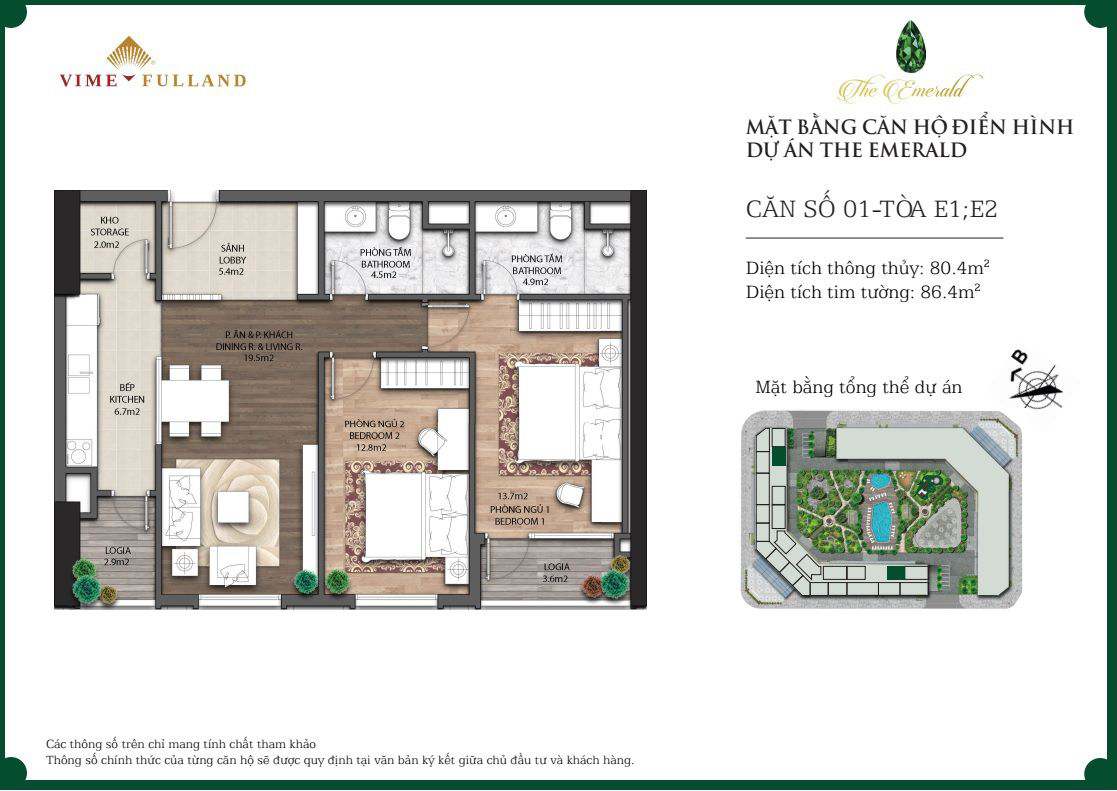 VIMEFULLAND
The Emerald
MẶT BẰNG CĂN HỘ ĐIỂN HÌNH
DỰ ÁN THE EMERALD
CĂN SỐ 01-TÒA E1;E2
Diện tích thông thủy: 80.4m²
Diện tích tim tường: 86.4m²
Mặt bằng tổng thể dự án
B
KHO
STORAGE
2.0m2
SẢNH
LOBBY
5.4m2
PHÒNG TẮM
BATHROOM
4.5m2
PHÒNG TẮM
BATHROOM
4.9m2
P. ĂN & P. KHÁCH
DINING R. & LIVING R.
19.5m2
BẾP
KITCHEN
6.7m2
PHÒNG NGỦ 2
BEDROOM 2
12.8m2
13.7m2
PHÒNG NGỦ 1
BEDROOM 1
LOGIA
2.9m2
LOGIA
3.6m2
Các thông số trên chỉ mang tính chất tham khảo
Thông số chính thức của từng căn hộ sẽ được quy định tại văn bản ký kết giữa chủ đầu tư và khách hàng.